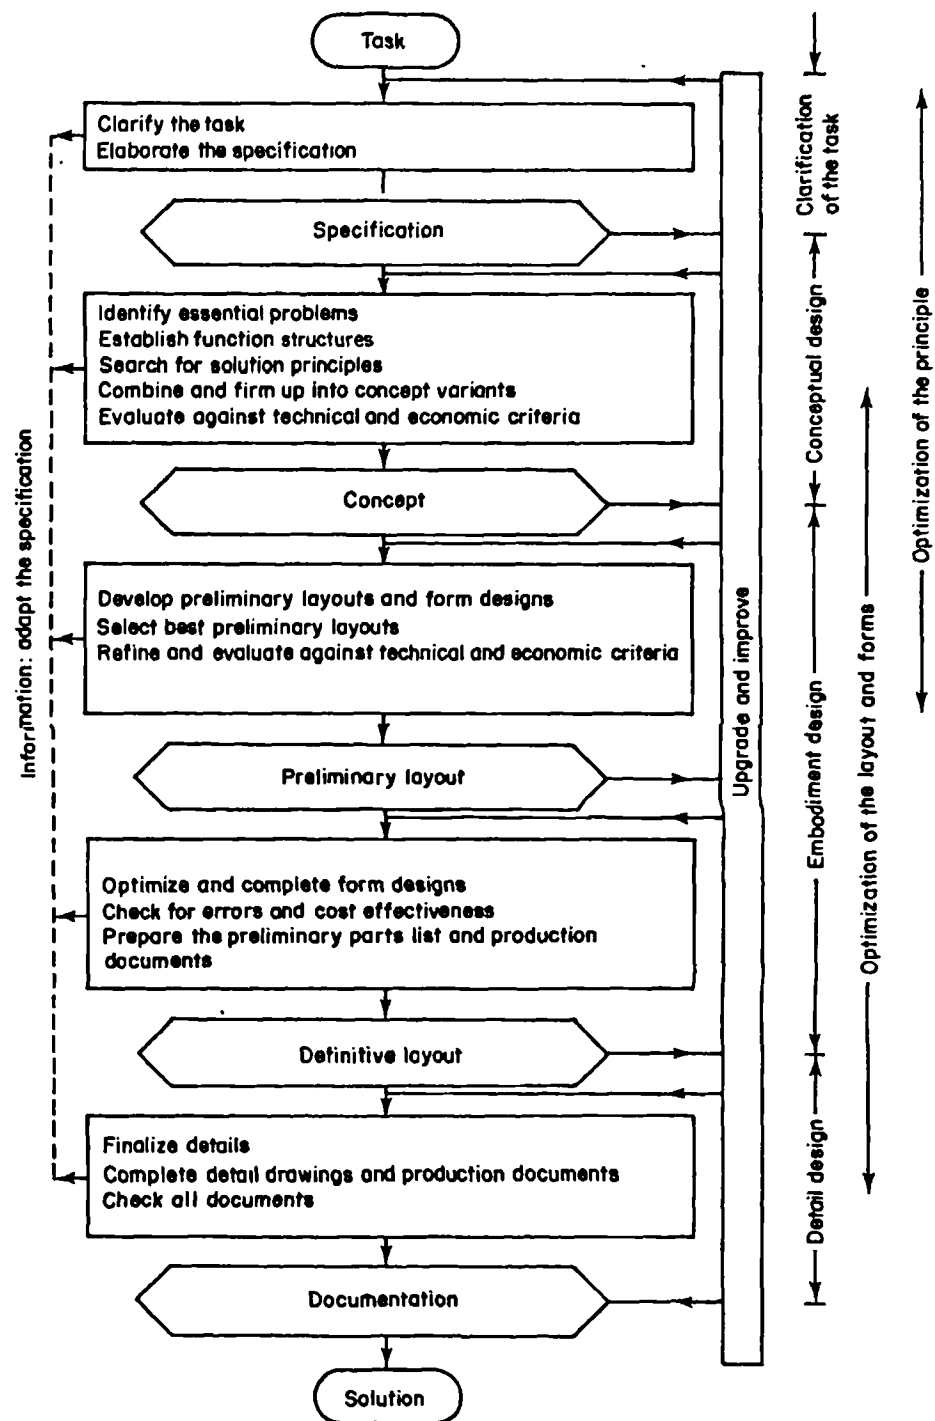 Task
Clarify the task
Elaborate the specification
Specification
Identify essential problems
Establish function structures
Search for solution principles
Combine and firm up into concept variants
Evaluate against technical and economic criteria
Concept
Develop preliminary layouts and form designs
Select best preliminary layouts
Refine and evaluate against technical and economic criteria
Preliminary layout
Optimize and complete form designs
Check for errors and cost effectiveness
Prepare the preliminary parts list and production
documents
Definitive layout
Finalize details
Complete detail drawings and production documents
Check all documents
Documentation
Solution
Information: adapt the specification
Upgrade and improve
Clarification
of the task
Conceptual design
Embodiment design
Detail design
Optimization of the layout and forms
Optimization of the principle